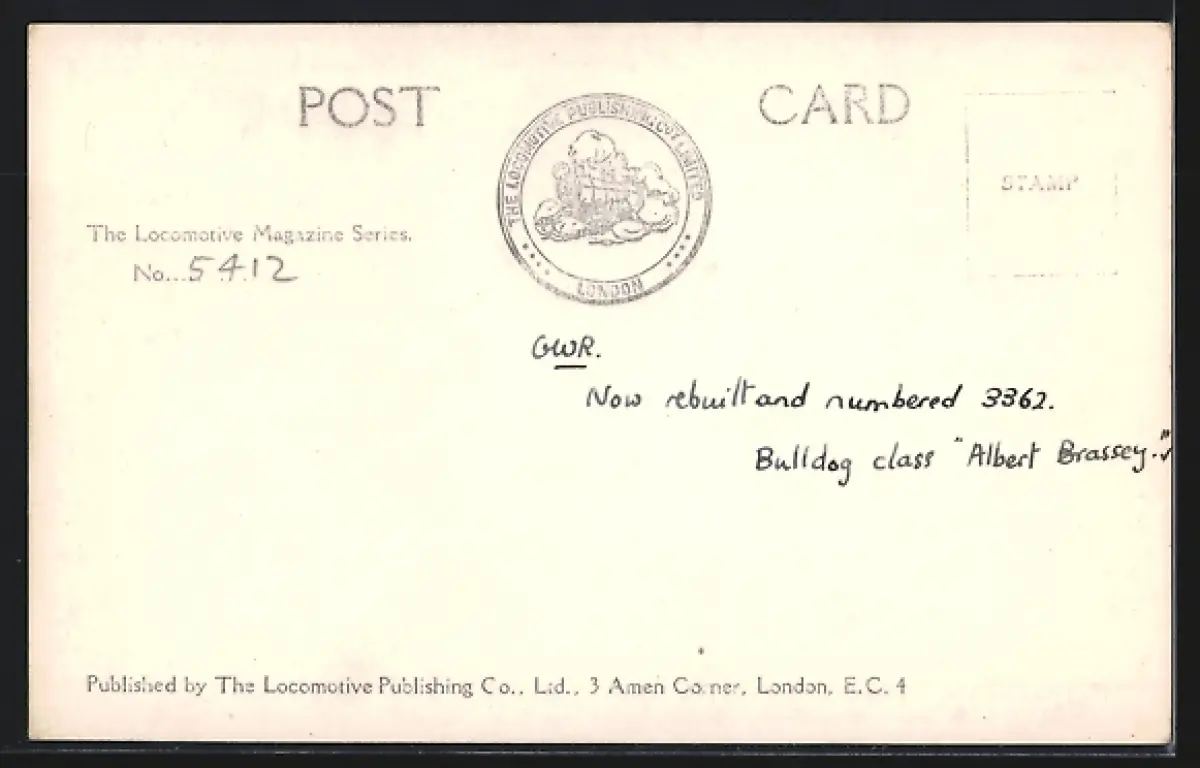 POST CARD
THE LOCOMOTIVE PUBLISHING COY LIMITED
LONDON
STAMP
The Locomotive Magazine Series.
No...5412
GWR.
Now rebuilt and numbered 3362.
Bulldog class "Albert Brassey."
Published by The Locomotive Publishing Co., Ltd., 3 Amen Corner, London, E.C. 4